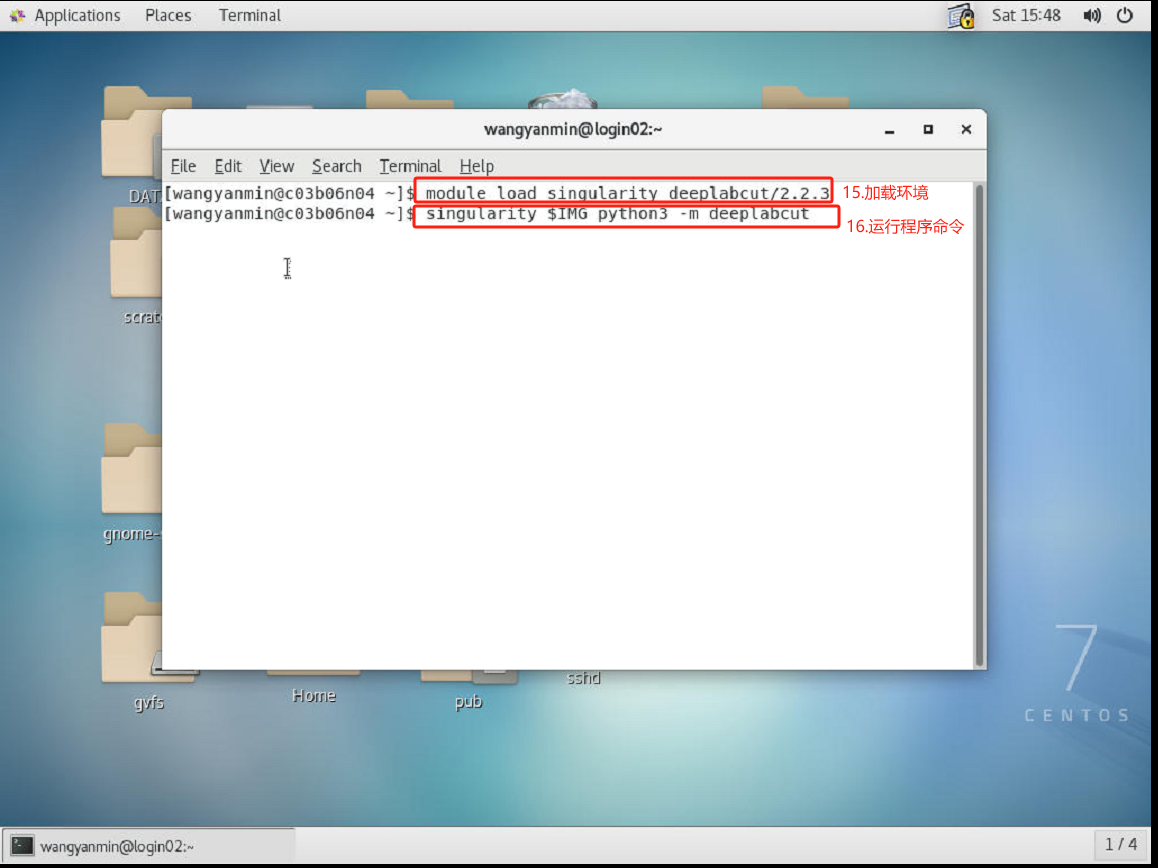 Applications Places Terminal Sat 15:48
wangyanmin@login02:~
File Edit View Search Terminal Help
[wangyanmin@c03b06n04 ~]$ module load singularity deeplabcut/2.2.3
15.加载环境
[wangyanmin@c03b06n04 ~]$ singularity $IMG python3 -m deeplabcut
16.运行程序命令
DAT
scrat
gnome-
gvfs
Home
pub
sshd
7
CENTOS
wangyanmin@login02:~
1 / 4